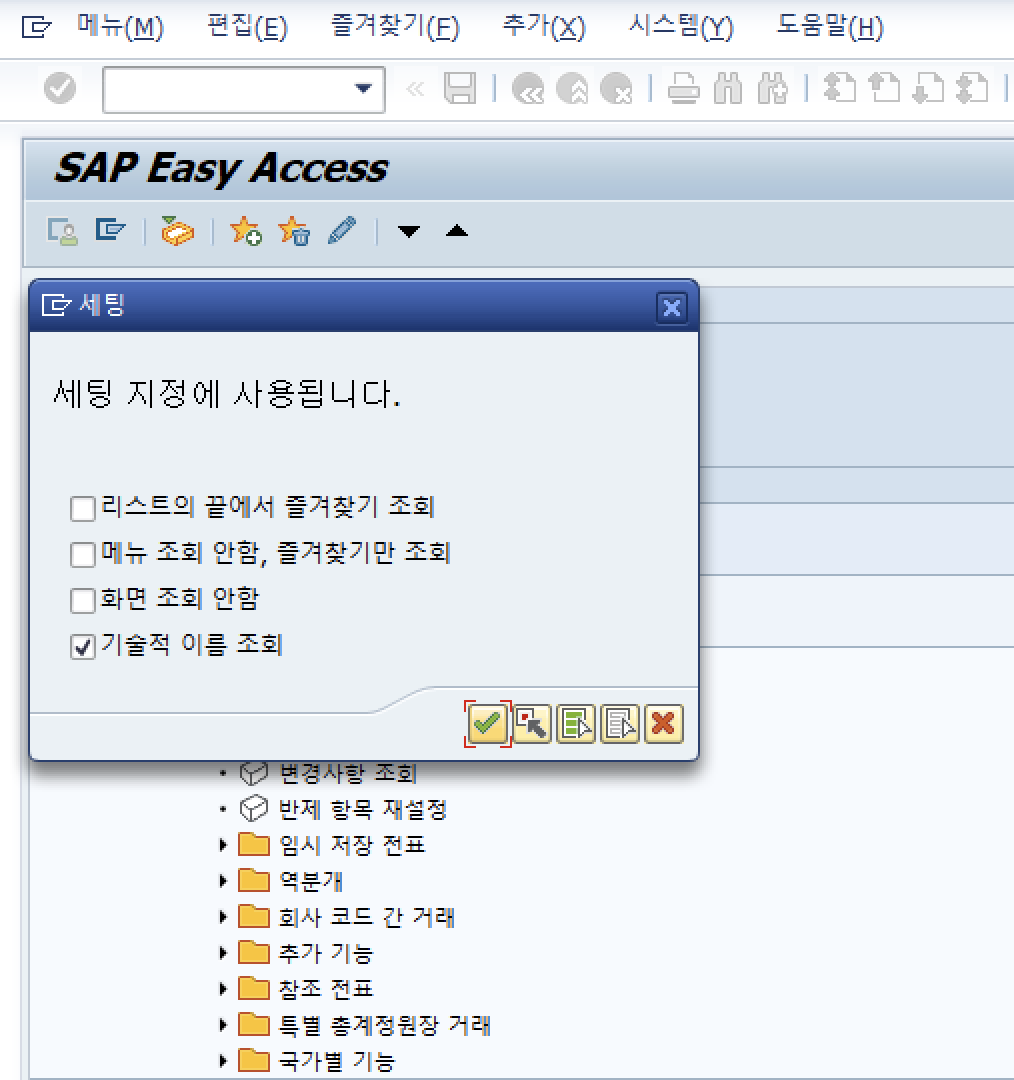 메뉴(M) 편집(E) 즐겨찾기(F) 추가(X) 시스템(Y) 도움말(H)
SAP Easy Access
세팅
세팅 지정에 사용됩니다.
리스트의 끝에서 즐겨찾기 조회
메뉴 조회 안함, 즐겨찾기만 조회
화면 조회 안함
기술적 이름 조회
변경사항 조회
반제 항목 재설정
임시 저장 전표
역분개
회사 코드 간 거래
추가 기능
참조 전표
특별 총계정원장 거래
국가별 기능